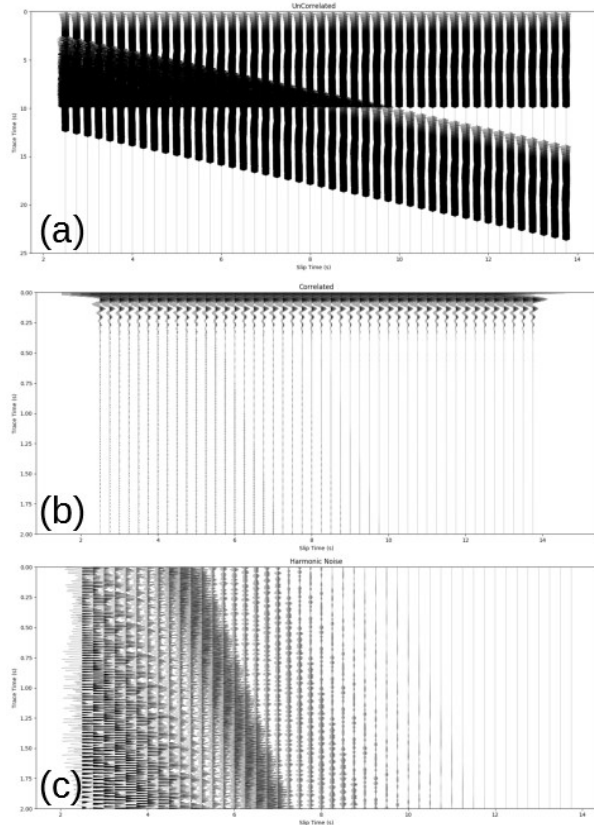 UnCorrelated
0
5
10
15
20
25
Trace Time (s)
2 4 6 8 10 12 14
Slip Time (s)
(a)
Correlated
0.00
0.25
0.50
0.75
1.00
1.25
1.50
1.75
2.00
Trace Time (s)
2 4 6 8 10 12 14
Slip Time (s)
(b)
Harmonic Noise
0.00
0.25
0.50
0.75
1.00
1.25
1.50
1.75
2.00
Trace Time (s)
2 4 6 8 10 12 14
Slip Time (s)
(c)